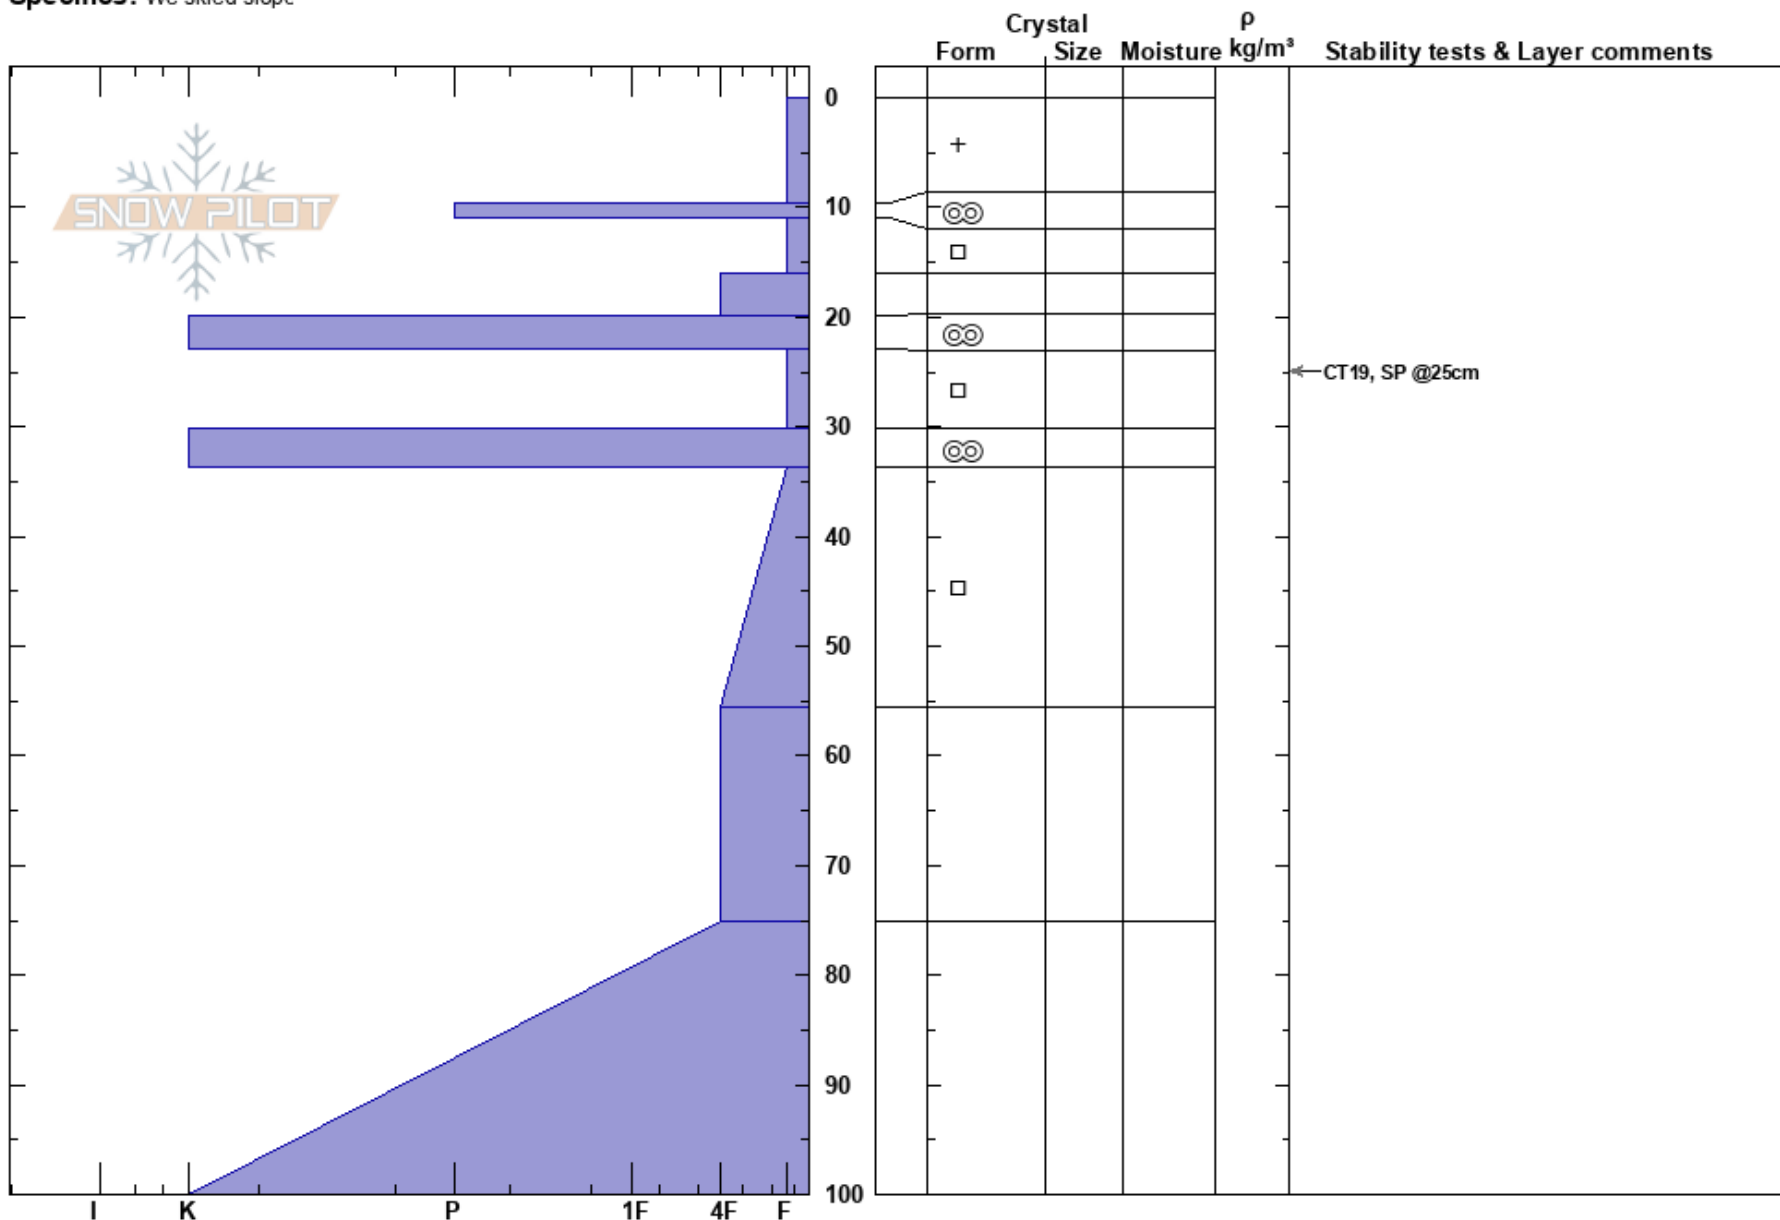 We skied slope
Crystal
ρ
Form Size Moisture kg/m³ Stability tests & Layer comments
0
+
SNOW PILOT
10
20
CT19, SP @25cm
30
40
50
60
70
80
90
100
I K P 1F 4F F